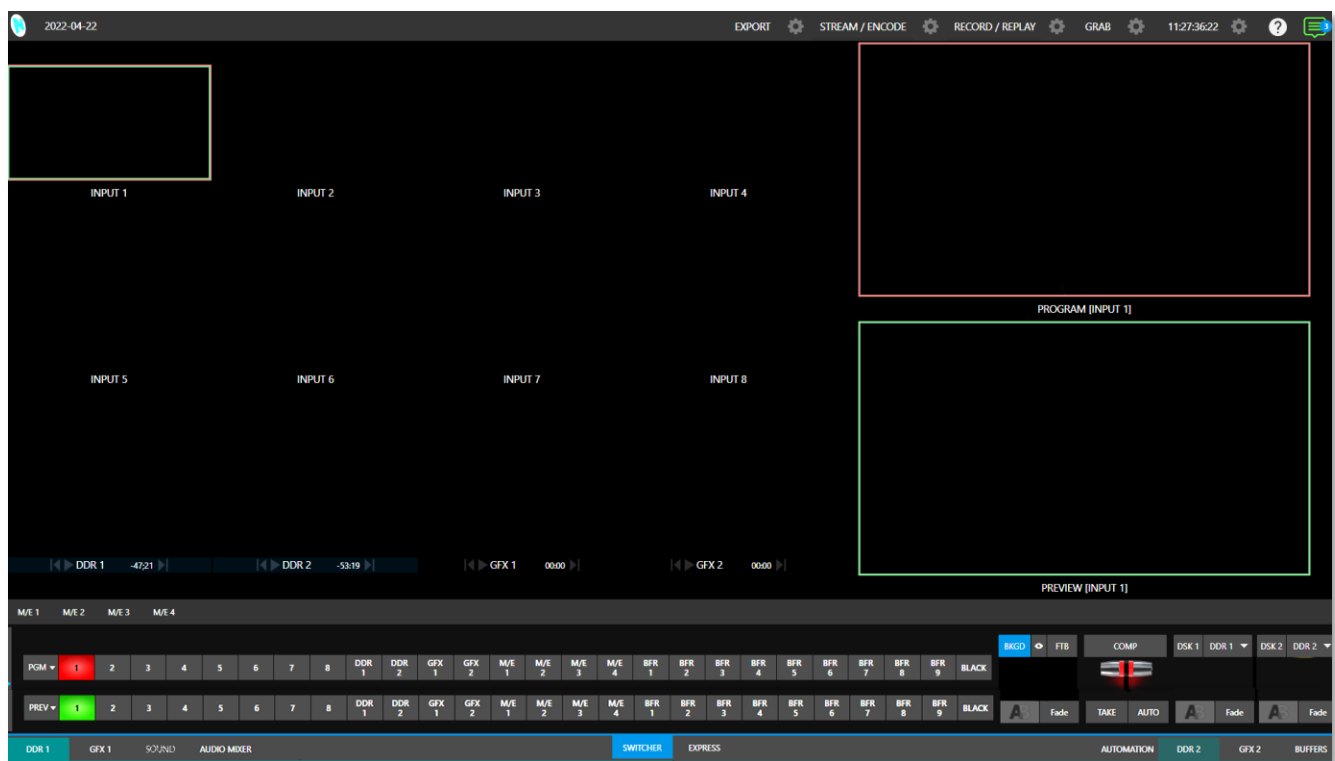 2022-04-22 EXPORT STREAM / ENCODE RECORD / REPLAY GRAB 11:27:36:22 ? 3
INPUT 1 INPUT 2 INPUT 3 INPUT 4
PROGRAM [INPUT 1]
INPUT 5 INPUT 6 INPUT 7 INPUT 8
DDR 1 -47;21 DDR 2 -53:19 GFX 1 00:00 GFX 2 00:00
PREVIEW [INPUT 1]
M/E 1 M/E 2 M/E 3 M/E 4
BKGD FTB COMP DSK 1 DDR 1 DSK 2 DDR 2
PGM 1 2 3 4 5 6 7 8 DDR 1 DDR 2 GFX 1 GFX 2 M/E 1 M/E 2 M/E 3 M/E 4 BFR 1 BFR 2 BFR 3 BFR 4 BFR 5 BFR 6 BFR 7 BFR 8 BFR 9 BLACK
PREV 1 2 3 4 5 6 7 8 DDR 1 DDR 2 GFX 1 GFX 2 M/E 1 M/E 2 M/E 3 M/E 4 BFR 1 BFR 2 BFR 3 BFR 4 BFR 5 BFR 6 BFR 7 BFR 8 BFR 9 BLACK
AB Fade TAKE AUTO AB Fade AB Fade
DDR 1 GFX 1 SOUND AUDIO MIXER SWITCHER EXPRESS AUTOMATION DDR 2 GFX 2 BUFFERS